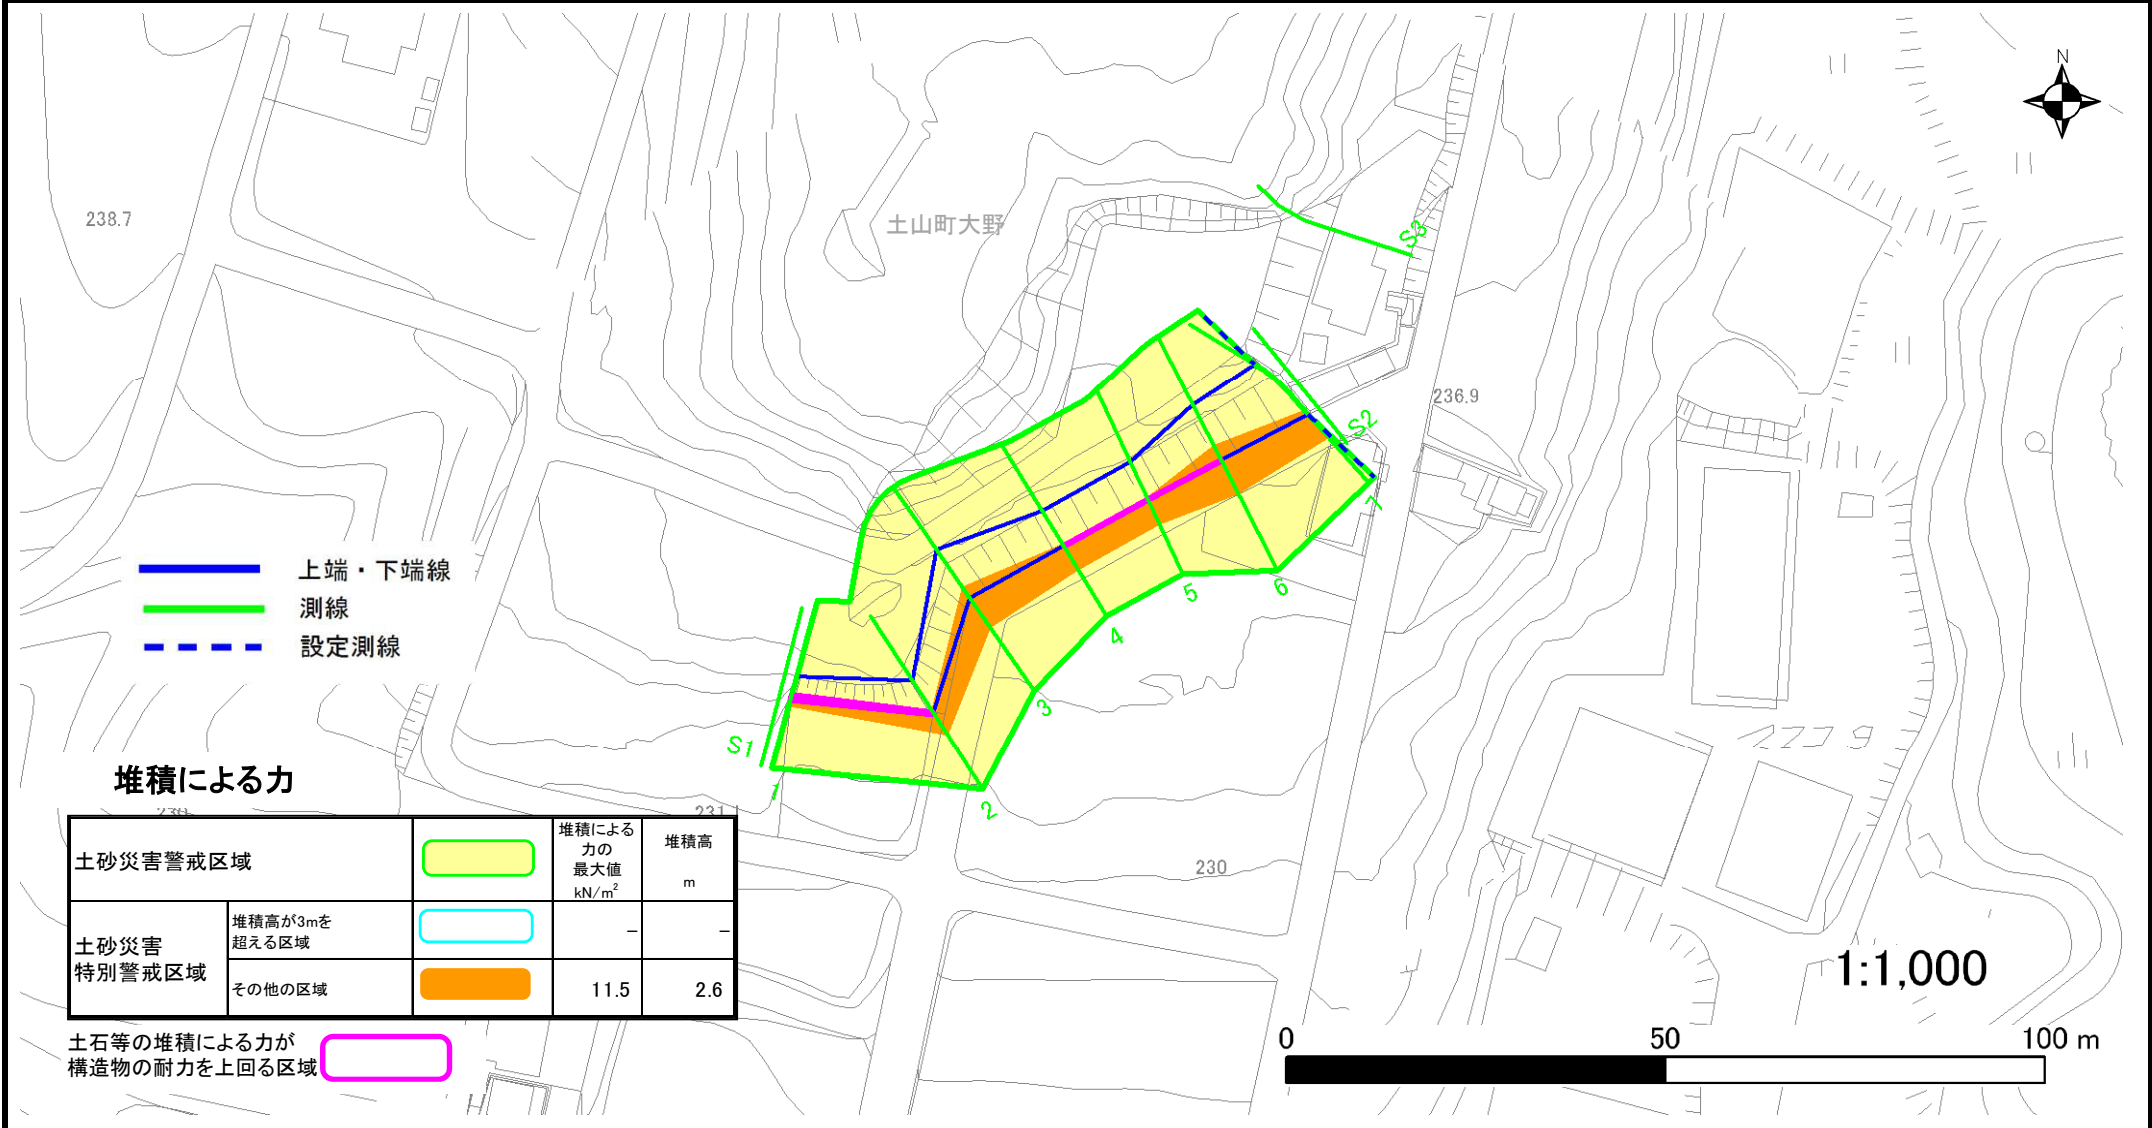 N
238.7
土山町大野
S3
236.9
S2
7
6
5
4
3
2
1
S1
上端・下端線
測線
設定測線
堆積による力
230
231.1
230
土砂災害警戒区域
堆積による
力の
最大値
kN/m²
堆積高
m
土砂災害
特別警戒区域
堆積高が3mを
超える区域
–
–
その他の区域
11.5
2.6
土石等の堆積による力が
構造物の耐力を上回る区域
1:1,000
0
50
100 m